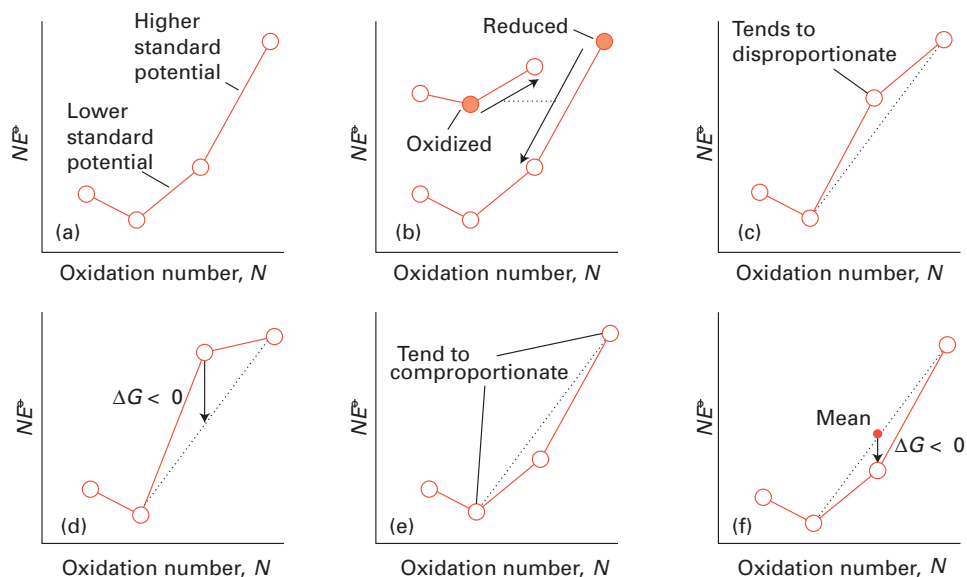 Higher
standard
potential
Lower
standard
potential
NE⦵
(a)
Oxidation number, N
Reduced
Oxidized
NE⦵
(b)
Oxidation number, N
Tends to
disproportionate
NE⦵
(c)
Oxidation number, N
ΔG < 0
NE⦵
(d)
Oxidation number, N
Tend to
comproportionate
NE⦵
(e)
Oxidation number, N
Mean
ΔG < 0
NE⦵
(f)
Oxidation number, N